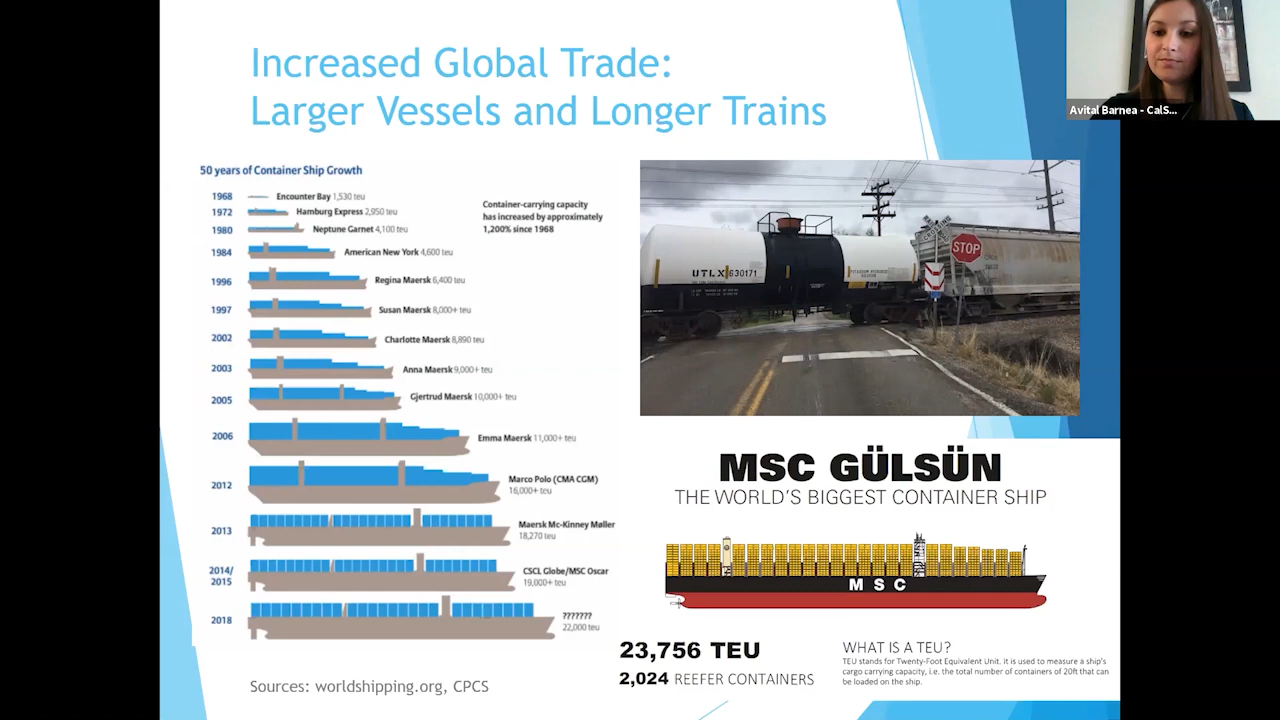 Increased Global Trade:
Larger Vessels and Longer Trains
Avital Barnea - CalS...
50 years of Container Ship Growth
1968 Encounter Bay 1,530 teu
1972 Hamburg Express 2,950 teu
1980 Neptune Garnet 4,100 teu
Container-carrying capacity
has increased by approximately
1,200% since 1968
1984 American New York 4,600 teu
1996 Regina Maersk 6,400 teu
1997 Susan Maersk 8,000+ teu
2002 Charlotte Maersk 8,890 teu
2003 Anna Maersk 9,000+ teu
2005 Gjertrud Maersk 10,000+ teu
2006 Emma Maersk 11,000+ teu
2012 Marco Polo (CMA CGM)
16,000+ teu
2013 Maersk Mc-Kinney Møller
18,270 teu
2014/
2015 CSCL Globe/MSC Oscar
19,000+ teu
2018 ???????
22,000 teu
Sources: worldshipping.org, CPCS
UTLX 630171
STOP
MSC GÜLSÜN
THE WORLD'S BIGGEST CONTAINER SHIP
MSC
23,756 TEU
2,024 REEFER CONTAINERS
WHAT IS A TEU?
TEU stands for Twenty-Foot Equivalent Unit. it is used to measure a ship's
cargo carrying capacity, i.e. the total number of containers of 20ft that can
be loaded on the ship.